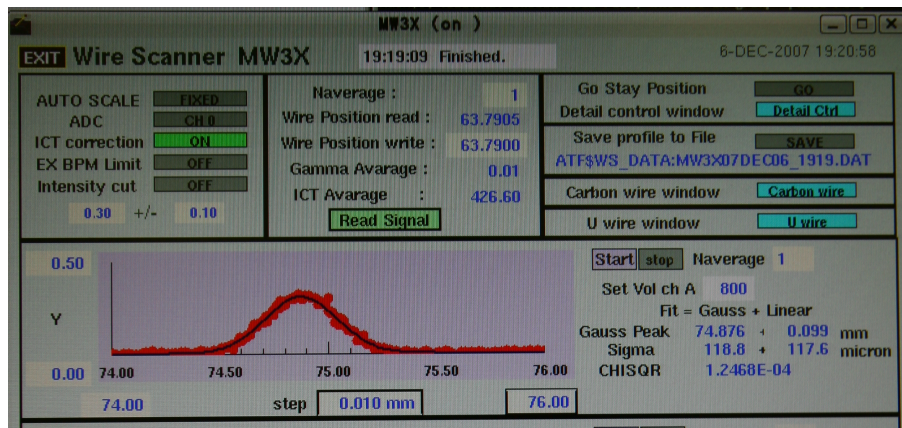 MW3X (on )
EXIT Wire Scanner MW3X 19:19:09 Finished. 6-DEC-2007 19:20:58
AUTO SCALE FIXED
ADC CH 0
ICT correction ON
EX BPM Limit OFF
Intensity cut OFF
0.30 +/- 0.10
Naverage : 1
Wire Position read : 63.7905
Wire Position write : 63.7900
Gamma Avarage : 0.01
ICT Avarage : 426.60
Read Signal
Go Stay Position GO
Detail control window Detail Ctrl
Save profile to File SAVE
ATF$WS_DATA:MW3X07DEC06_1919.DAT
Carbon wire window Carbon wire
U wire window U wire
0.50
Y
0.00
74.00 74.50 75.00 75.50 76.00
74.00 step 0.010 mm 76.00
Start stop Naverage 1
Set Vol ch A 800
Fit = Gauss + Linear
Gauss Peak 74.876 + 0.099 mm
Sigma 118.8 + 117.6 micron
CHISQR 1.2468E-04